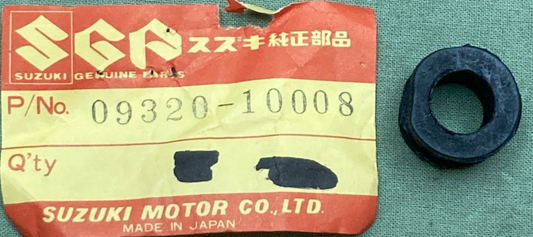 SGP スズキ純正部品
SUZUKI GENUINE PARTS
P/No. 09320-10008
Q'ty
SUZUKI MOTOR CO.,LTD.
MADE IN JAPAN